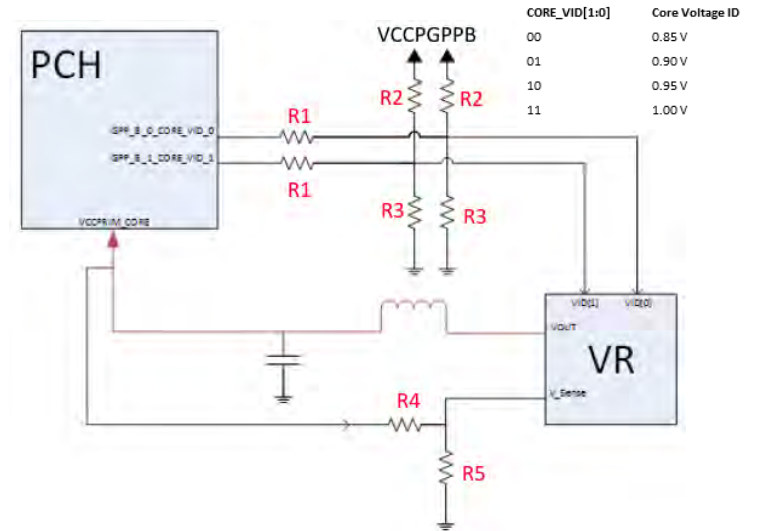 CORE_VID[1:0] Core Voltage ID
00 0.85 V
01 0.90 V
10 0.95 V
11 1.00 V
VCCPGPPB
PCH
R2 R2
R1
GPP_B_0_CORE_VID_0
GPP_B_1_CORE_VID_1
R1
R3 R3
VCCPRIM_CORE
VID[1] VID[0]
VOUT
VR
V_Sense
R4
R5